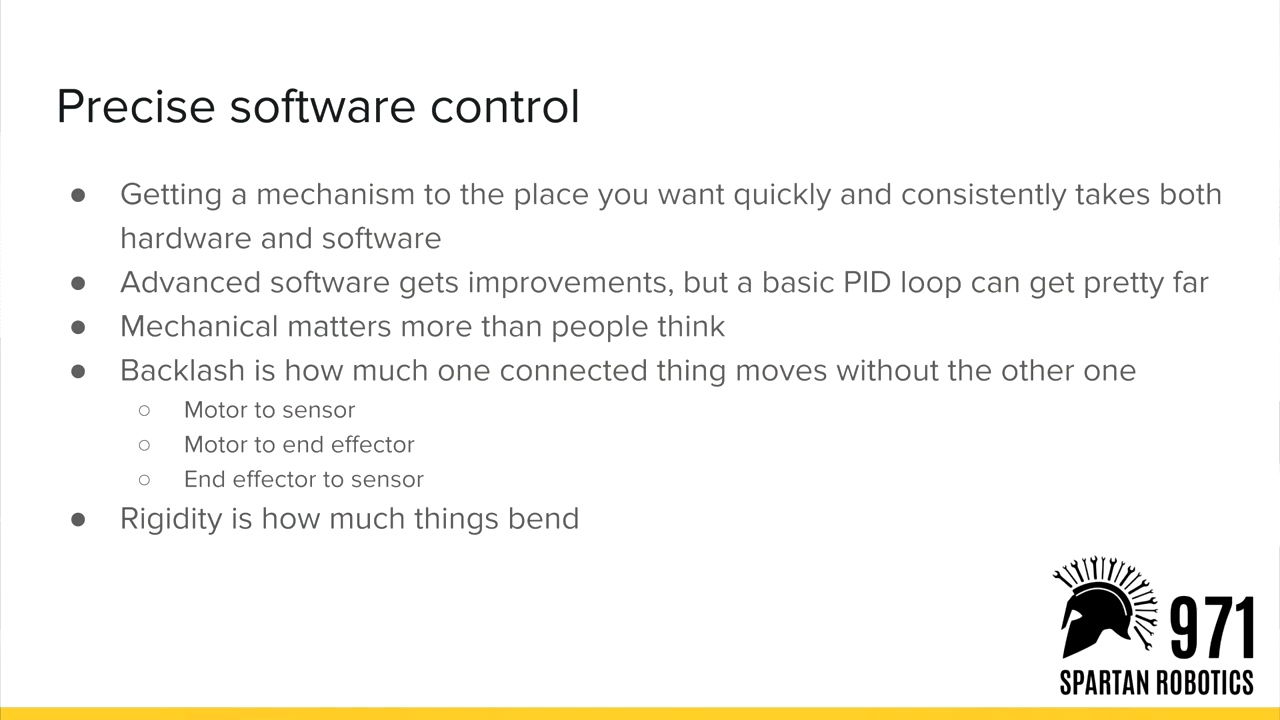 Precise software control
● Getting a mechanism to the place you want quickly and consistently takes both
hardware and software
● Advanced software gets improvements, but a basic PID loop can get pretty far
● Mechanical matters more than people think
● Backlash is how much one connected thing moves without the other one
○ Motor to sensor
○ Motor to end effector
○ End effector to sensor
● Rigidity is how much things bend
971
SPARTAN ROBOTICS